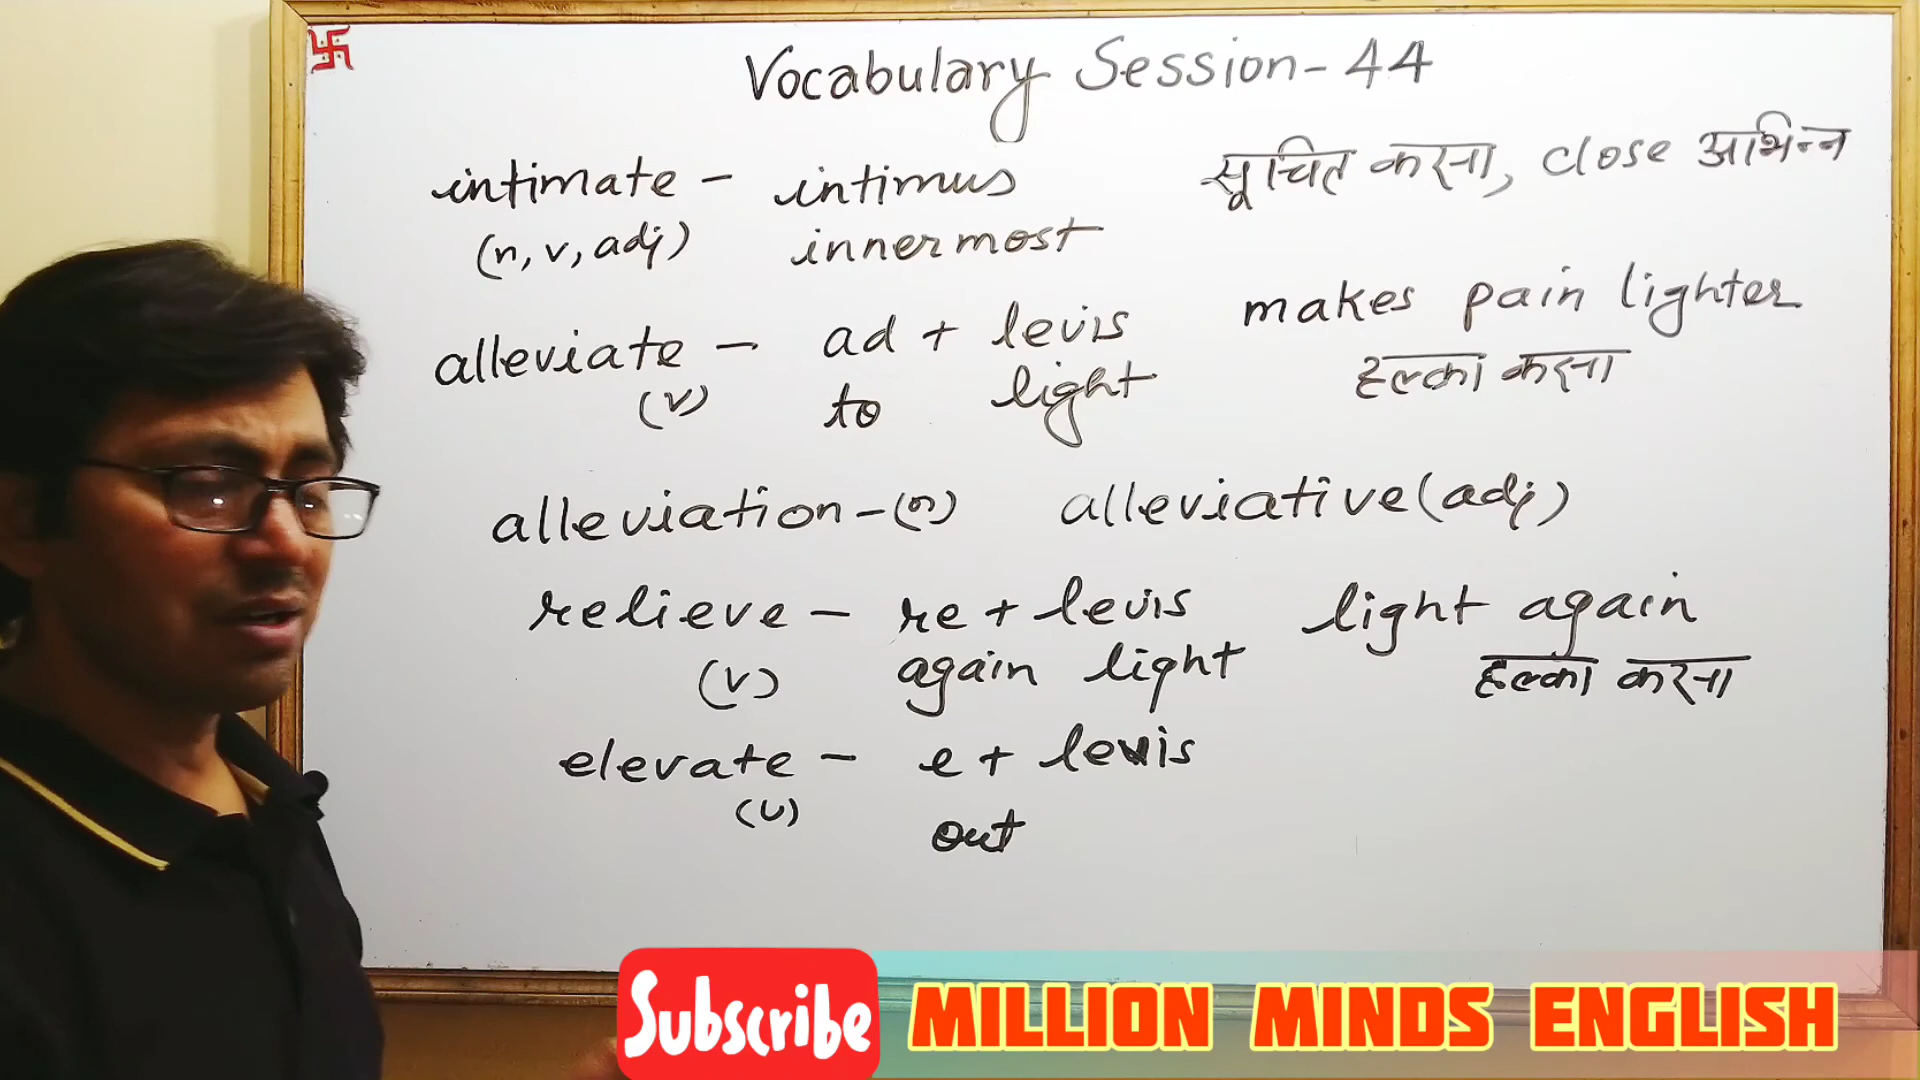 Vocabulary Session-44
intimate - intimus सूचित करना, close अभिन्न
(n, v, adj) innermost
alleviate - ad + levis makes pain lighter
(v) to light हल्का करना
alleviation-(n) alleviative(adj)
relieve - re + levis light again
(v) again light हल्का करना
elevate - e + levis
(v) out
Subscribe MILLION MINDS ENGLISH